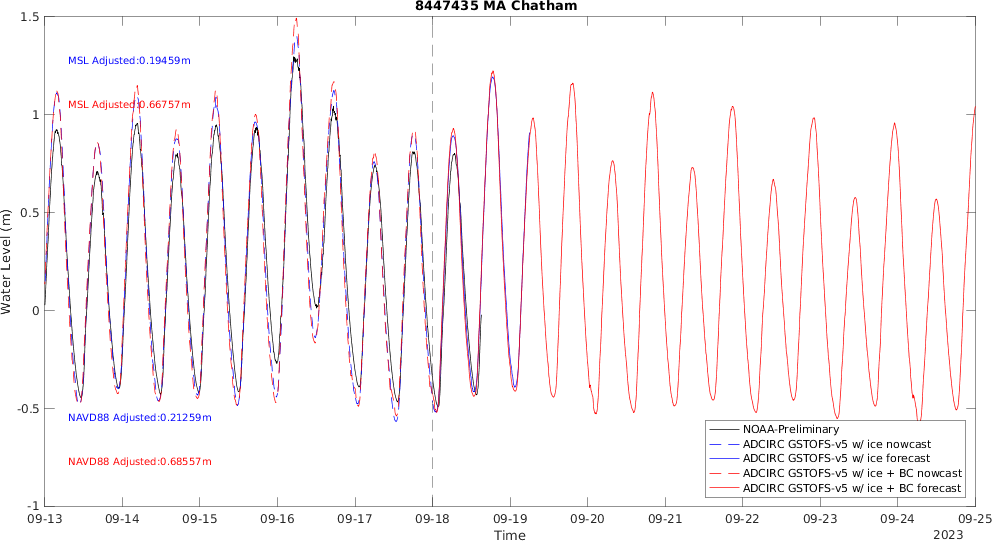 8447435 MA Chatham
1.5
1
0.5
0
-0.5
-1
Water Level (m)
MSL Adjusted:0.19459m
MSL Adjusted:0.66757m
NAVD88 Adjusted:0.21259m
NAVD88 Adjusted:0.68557m
NOAA-Preliminary
ADCIRC GSTOFS-v5 w/ ice nowcast
ADCIRC GSTOFS-v5 w/ ice forecast
ADCIRC GSTOFS-v5 w/ ice + BC nowcast
ADCIRC GSTOFS-v5 w/ ice + BC forecast
09-13 09-14 09-15 09-16 09-17 09-18 09-19 09-20 09-21 09-22 09-23 09-24 09-25
Time
2023